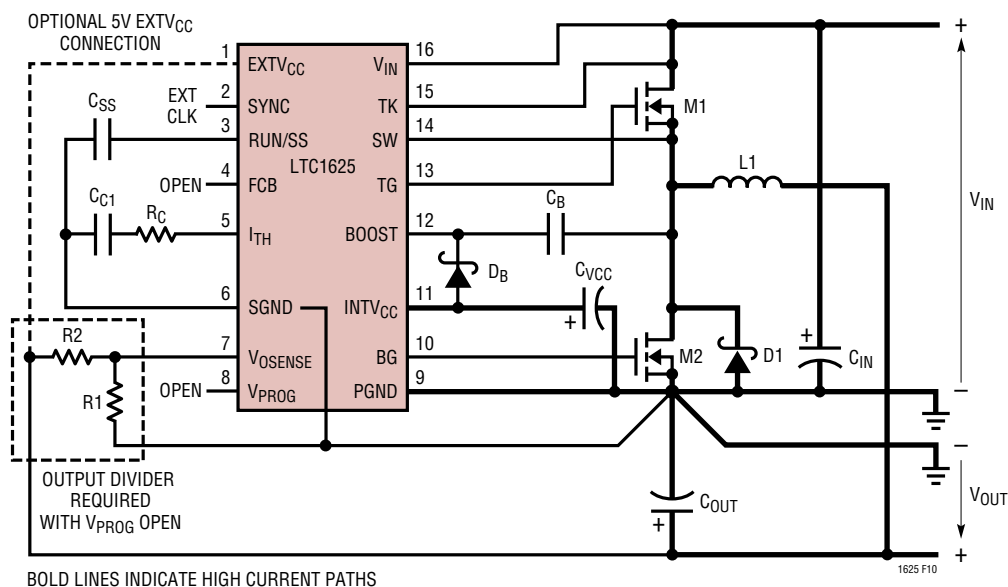 OPTIONAL 5V EXTVCC
CONNECTION
1
EXTVCC
VIN
16
+
EXT
CLK
2
SYNC
TK
15
M1
CSS
3
RUN/SS
SW
14
LTC1625
L1
OPEN
4
FCB
TG
13
VIN
CC1
RC
5
ITH
BOOST
12
CB
DB
CVCC
6
SGND
INTVCC
11
+
R2
7
VOSENSE
BG
10
M2
D1
+
CIN
OPEN
8
VPROG
PGND
9
–
R1
–
OUTPUT DIVIDER
REQUIRED
WITH VPROG OPEN
COUT
+
VOUT
+
BOLD LINES INDICATE HIGH CURRENT PATHS
1625 F10